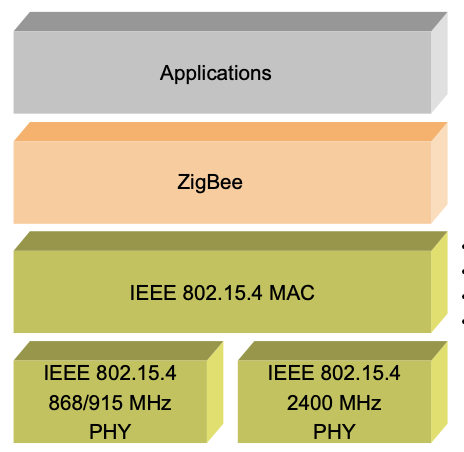 Applications
ZigBee
IEEE 802.15.4 MAC
IEEE 802.15.4
868/915 MHz
PHY
IEEE 802.15.4
2400 MHz
PHY